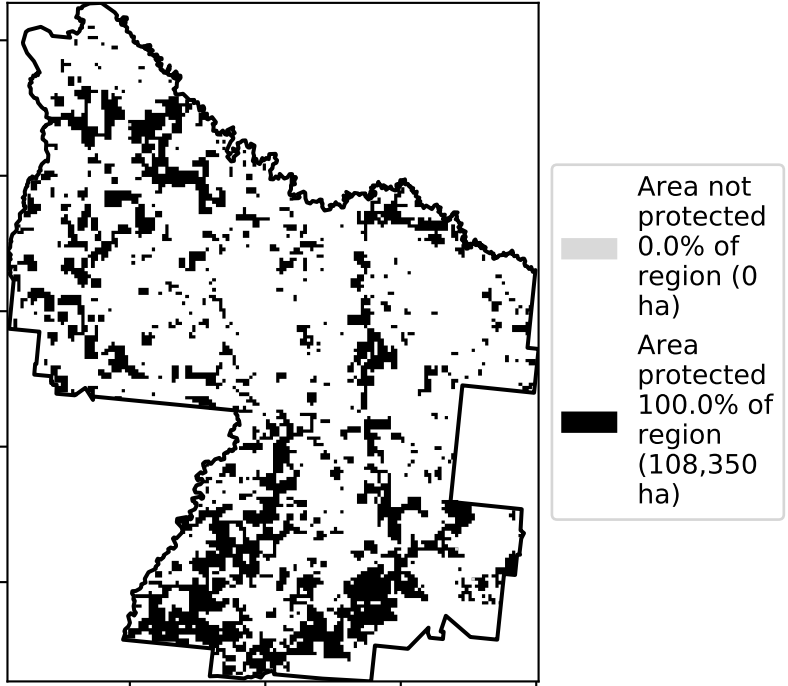 Area not
protected
0.0% of
region (0
ha)
Area
protected
100.0% of
region
(108,350
ha)